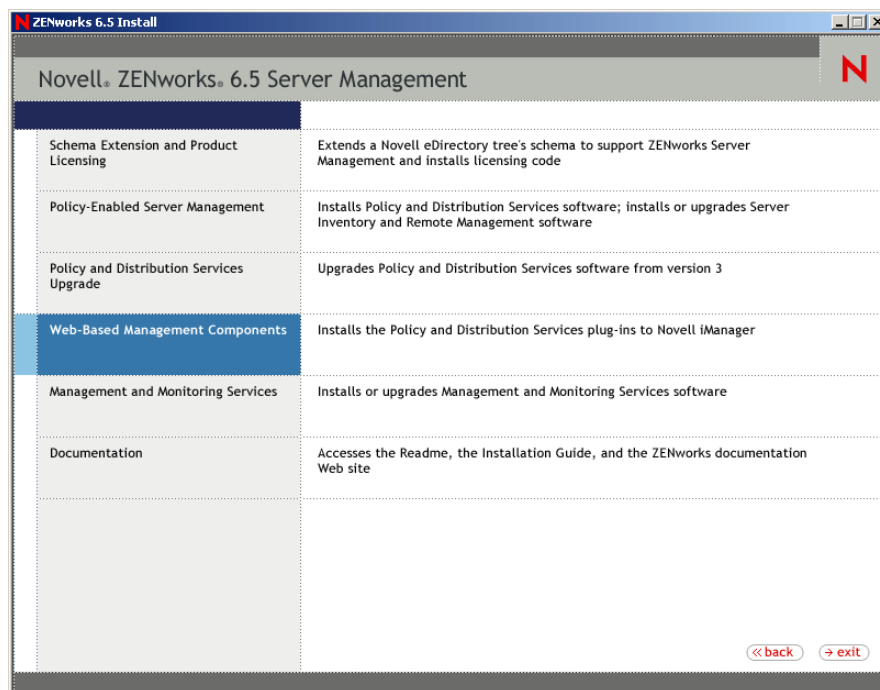 ZENworks 6.5 Install
Novell® ZENworks® 6.5 Server Management
N
Schema Extension and Product
Licensing
Extends a Novell eDirectory tree's schema to support ZENworks Server
Management and installs licensing code
Policy-Enabled Server Management
Installs Policy and Distribution Services software; installs or upgrades Server
Inventory and Remote Management software
Policy and Distribution Services
Upgrade
Upgrades Policy and Distribution Services software from version 3
Web-Based Management Components
Installs the Policy and Distribution Services plug-ins to Novell iManager
Management and Monitoring Services
Installs or upgrades Management and Monitoring Services software
Documentation
Accesses the Readme, the Installation Guide, and the ZENworks documentation
Web site
back
exit